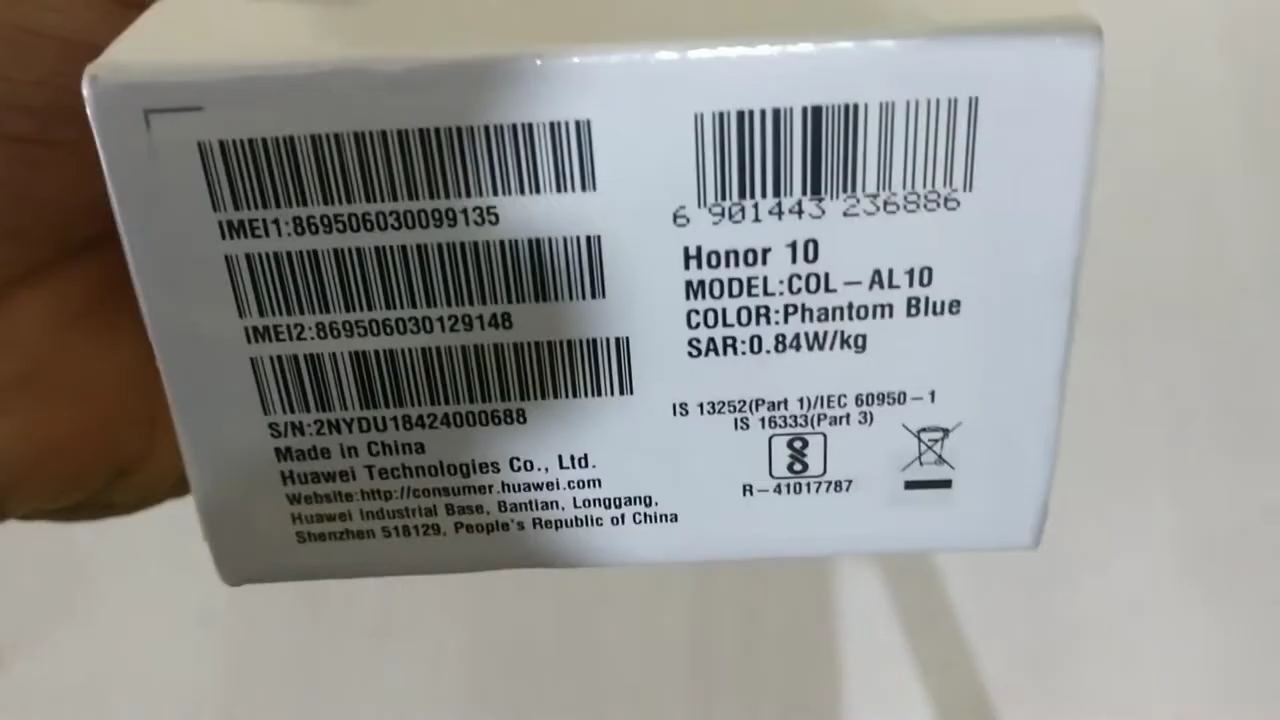 IMEI1:869506030099135
IMEI2:869506030129148
S/N:2NYDU18424000688
Made in China
Huawei Technologies Co., Ltd.
Website:http://consumer.huawei.com
Huawei Industrial Base, Bantian, Longgang,
Shenzhen 518129, People's Republic of China
6 901443 236886
Honor 10
MODEL:COL-AL10
COLOR:Phantom Blue
SAR:0.84W/kg
IS 13252(Part 1)/IEC 60950-1
IS 16333(Part 3)
R-41017787